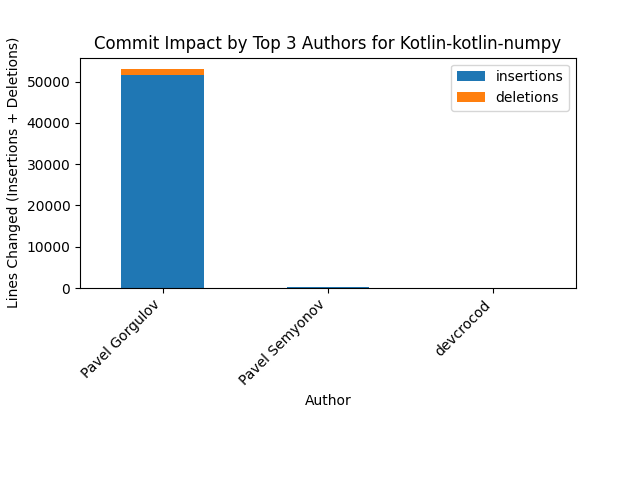 Commit Impact by Top 3 Authors for Kotlin-kotlin-numpy
Lines Changed (Insertions + Deletions)
50000
40000
30000
20000
10000
0
insertions
deletions
Pavel Gorgulov
Pavel Semyonov
devcrocod
Author